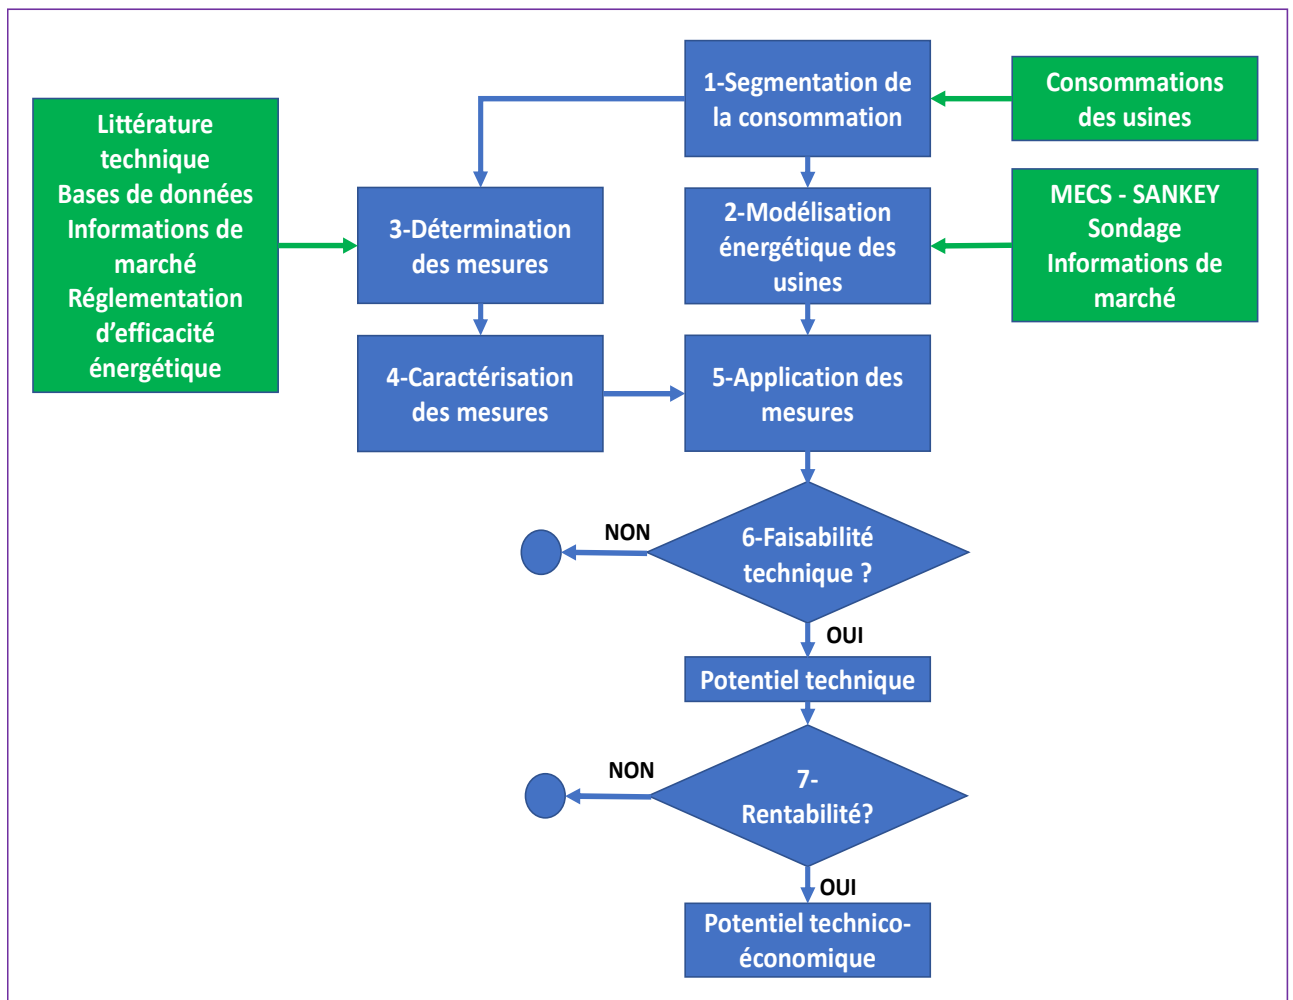 1-Segmentation de
la consommation
Consommations
des usines
Littérature
technique
Bases de données
Informations de
marché
Réglementation
d’efficacité
énergétique
3-Détermination
des mesures
2-Modélisation
énergétique des
usines
MECS - SANKEY
Sondage
Informations de
marché
4-Caractérisation
des mesures
5-Application des
mesures
NON
6-Faisabilité
technique ?
OUI
Potentiel technique
NON
7-
Rentabilité?
OUI
Potentiel technico-
économique